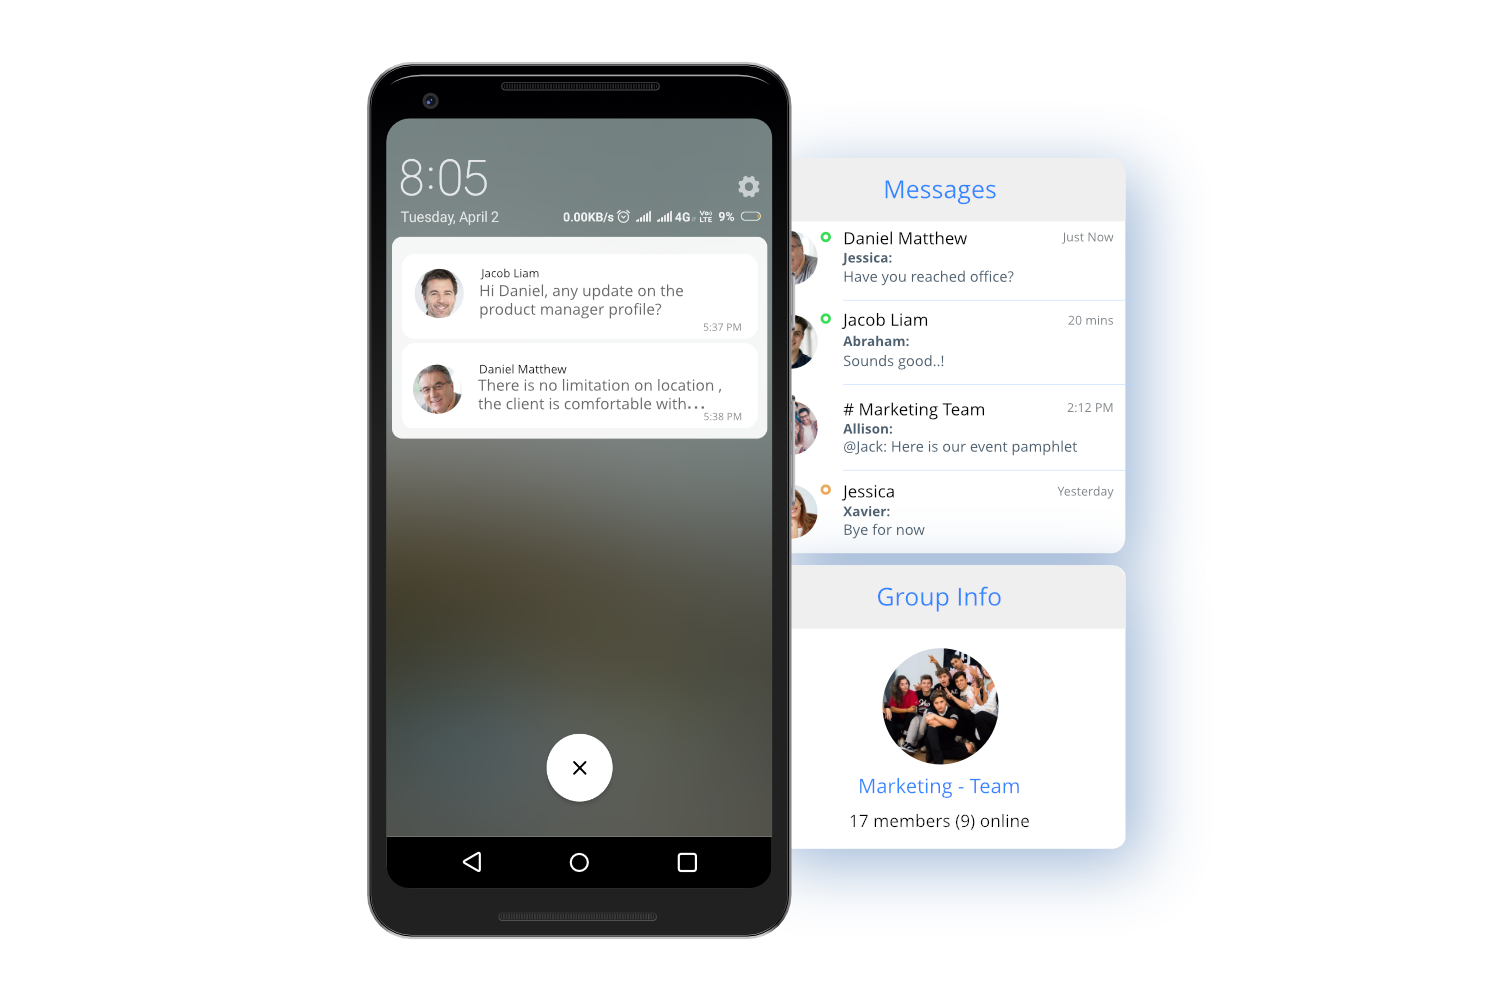 8:05
Tuesday, April 2
0.00KB/s 4G Vo) LTE 9%
Jacob Liam
Hi Daniel, any update on the
product manager profile?
5:37 PM
Daniel Matthew
There is no limitation on location ,
the client is comfortable with...
5:38 PM
Messages
Daniel Matthew
Just Now
Jessica:
Have you reached office?
Jacob Liam
20 mins
Abraham:
Sounds good..!
# Marketing Team
2:12 PM
Allison:
@Jack: Here is our event pamphlet
Jessica
Yesterday
Xavier:
Bye for now
Group Info
Marketing - Team
17 members (9) online